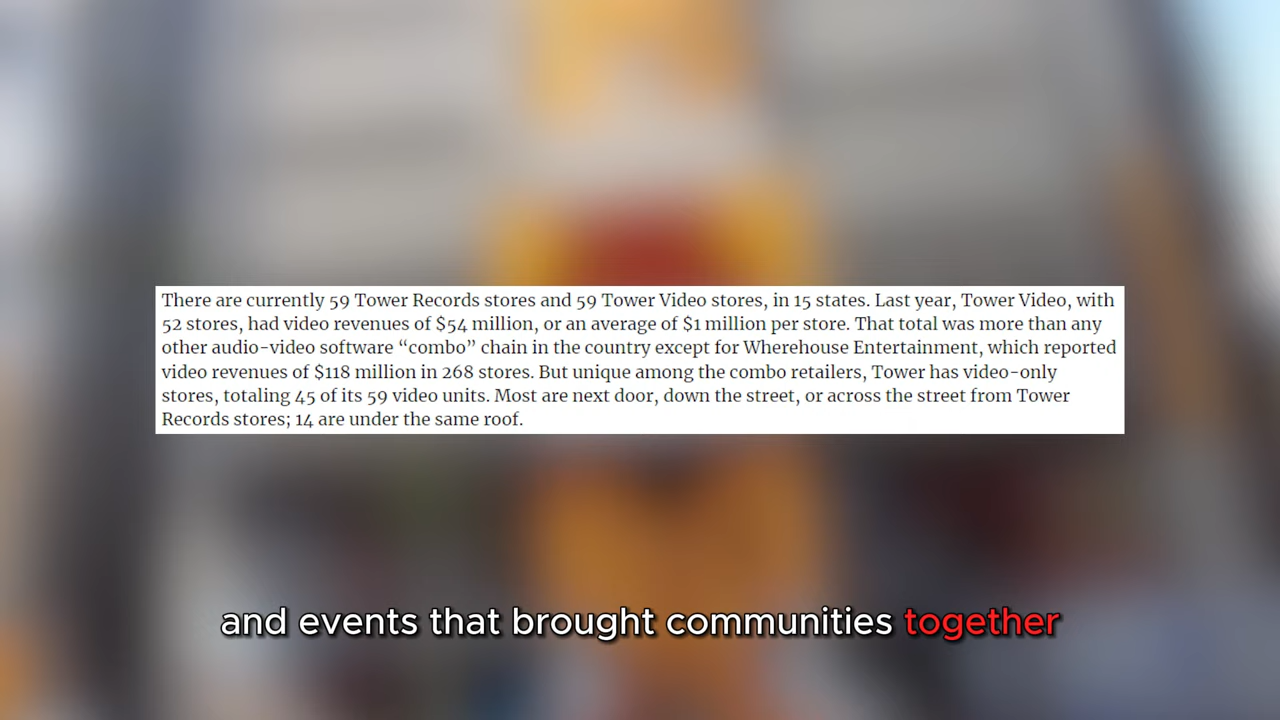 There are currently 59 Tower Records stores and 59 Tower Video stores, in 15 states. Last year, Tower Video, with
52 stores, had video revenues of $54 million, or an average of $1 million per store. That total was more than any
other audio-video software “combo” chain in the country except for Wherehouse Entertainment, which reported
video revenues of $118 million in 268 stores. But unique among the combo retailers, Tower has video-only
stores, totaling 45 of its 59 video units. Most are next door, down the street, or across the street from Tower
Records stores; 14 are under the same roof.
and events that brought communities together